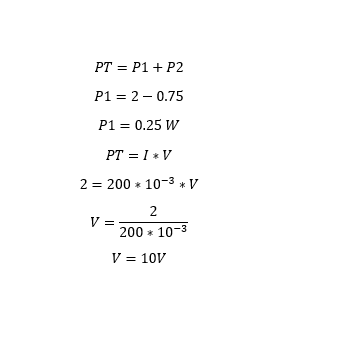 PT = P1 + P2
P1 = 2 − 0.75
P1 = 0.25 W
PT = I ∗ V
2 = 200 ∗ 10⁻³ ∗ V
V = 2 / (200 ∗ 10⁻³)
V = 10V